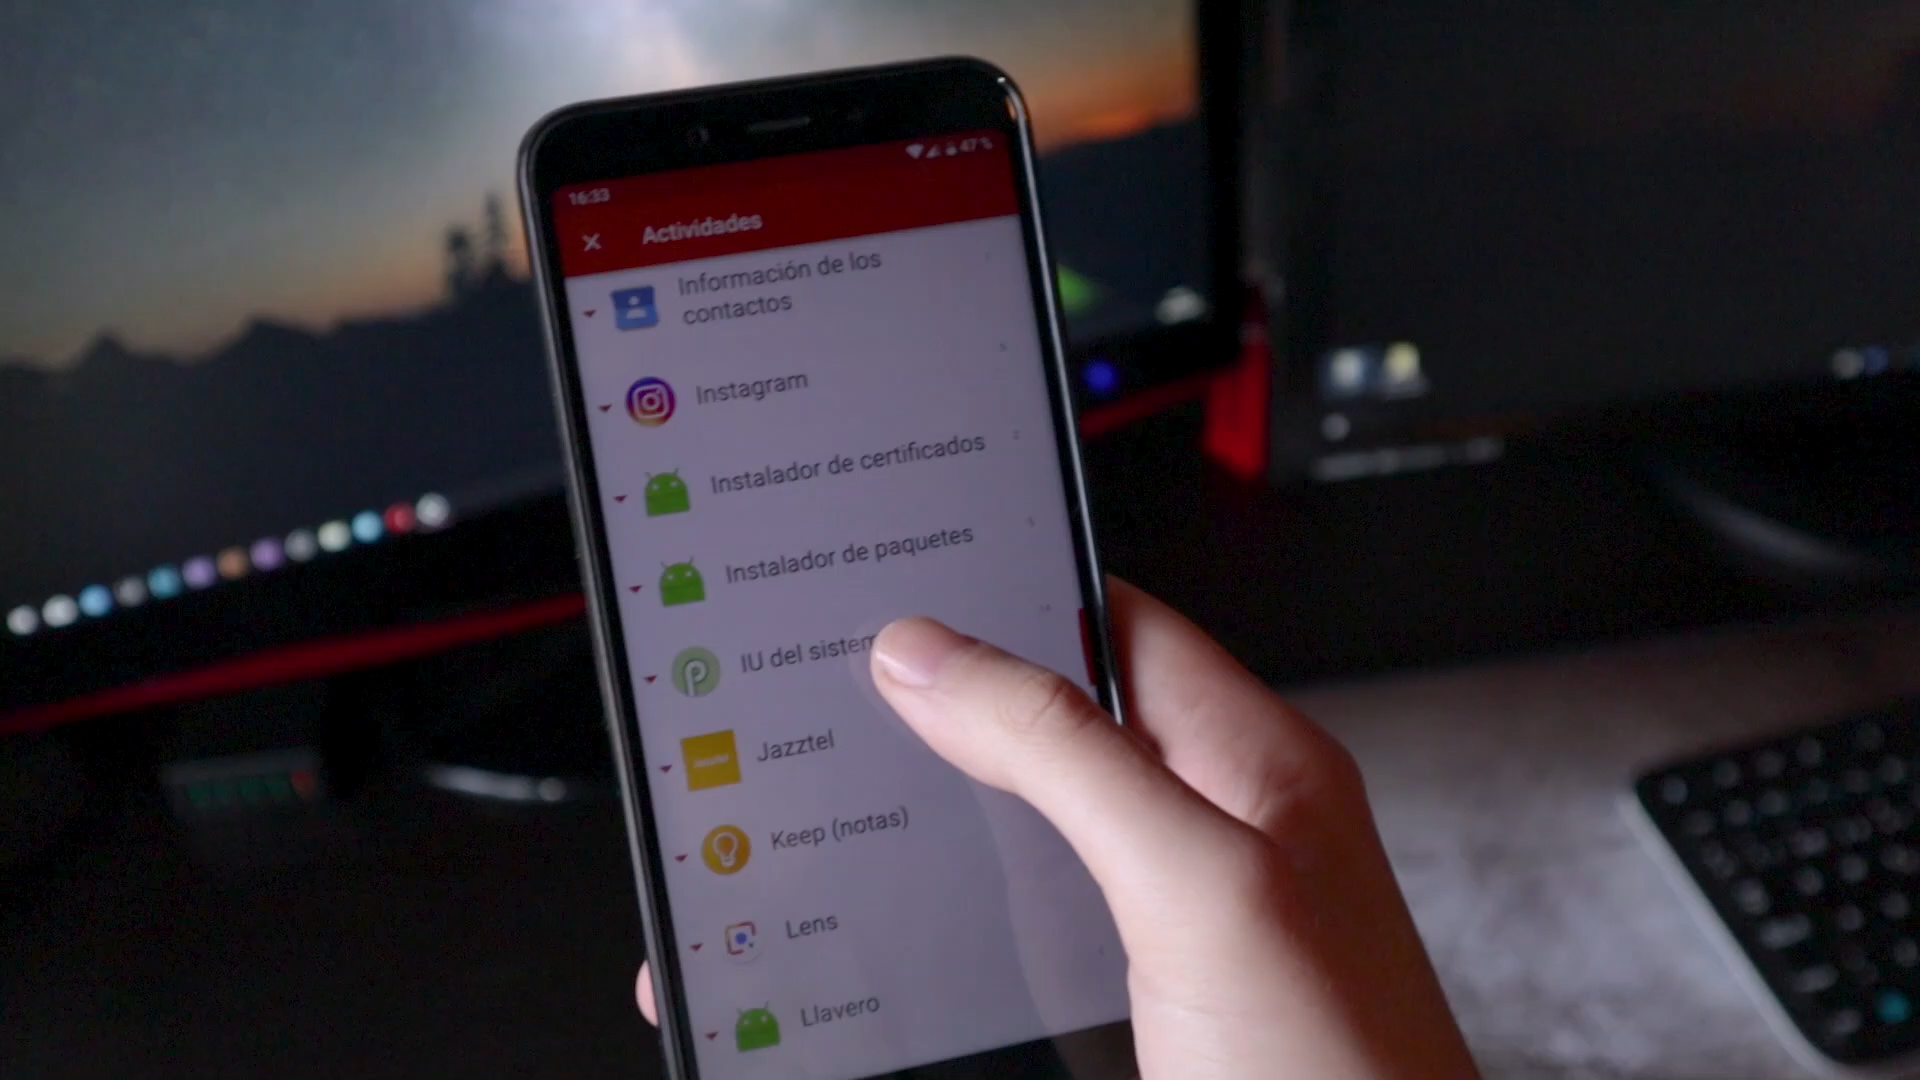 16:33
47 %
Actividades
Información de los
contactos
Instagram
Instalador de certificados
Instalador de paquetes
IU del sistem
Jazztel
Keep (notas)
Lens
Llavero